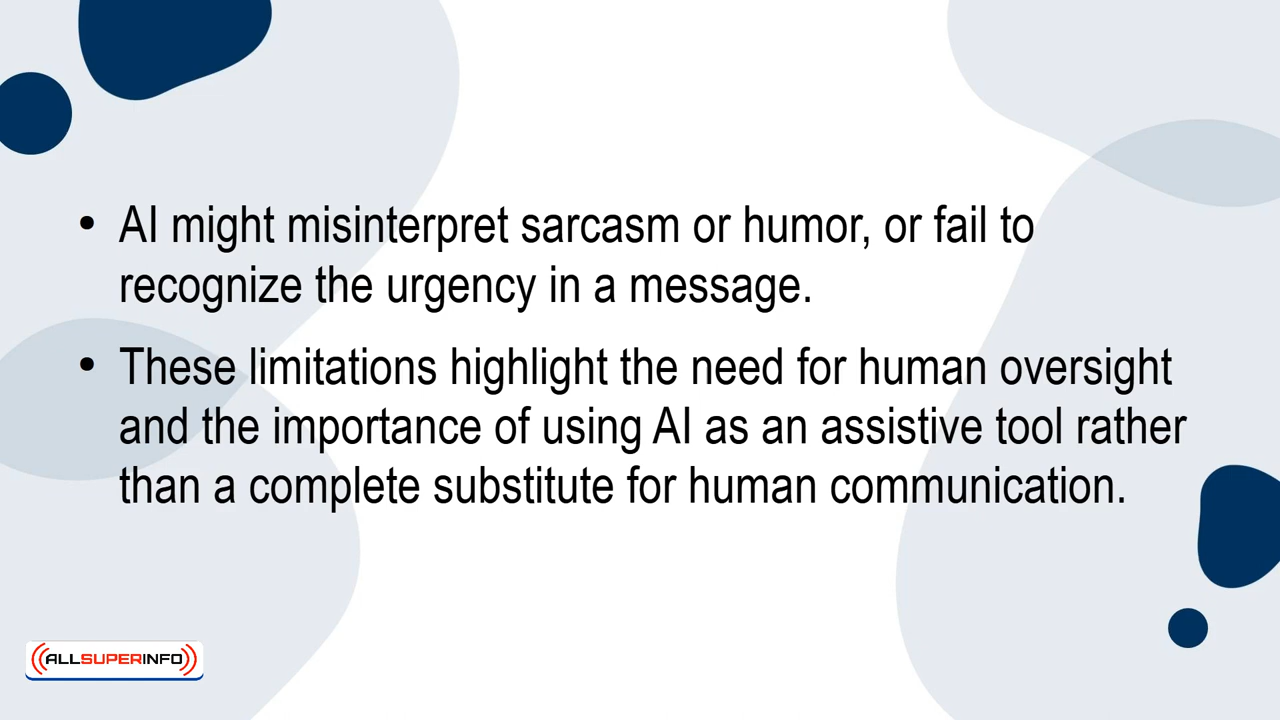 • AI might misinterpret sarcasm or humor, or fail to
recognize the urgency in a message.
• These limitations highlight the need for human oversight
and the importance of using AI as an assistive tool rather
than a complete substitute for human communication.
ALLSUPERINFO